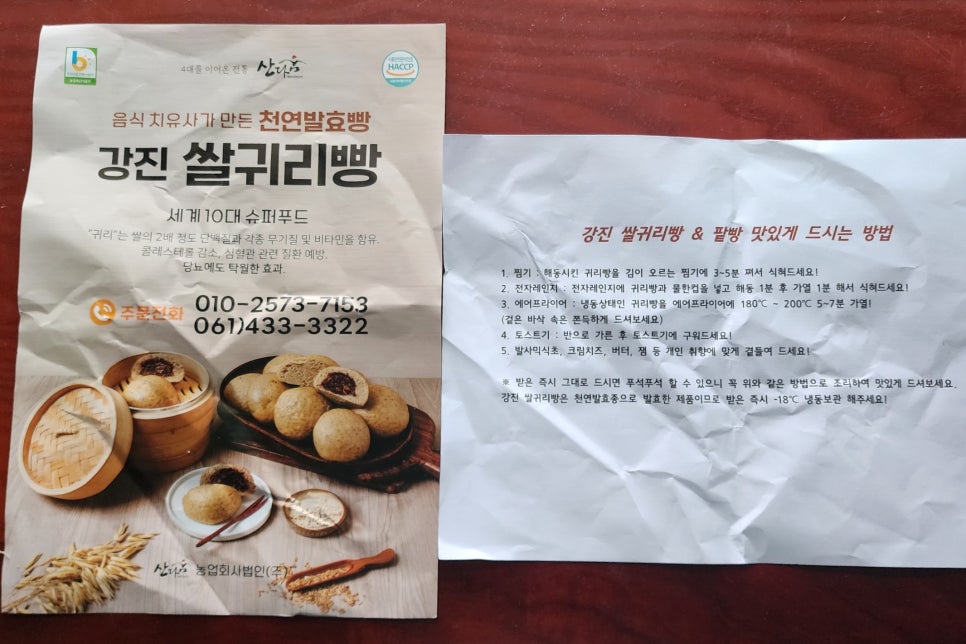 4대를 이어온 전통 산다움
HACCP
음식 치유사가 만든 천연발효빵
강진 쌀귀리빵
세계 10대 슈퍼푸드
"귀리"는 쌀의 2배 정도 단백질과 각종 무기질 및 비타민을 함유.
콜레스테롤 감소, 심혈관 관련 질환 예방.
당뇨에도 탁월한 효과.
주문전화
010-2573-7153
061)433-3322
산다움 농업회사법인(주)
강진 쌀귀리빵 & 팥빵 맛있게 드시는 방법
1. 찜기 : 해동시킨 귀리빵을 김이 오르는 찜기에 3~5분 쪄서 식혀드세요!
2. 전자레인지 : 전자레인지에 귀리빵과 물한컵을 넣고 해동 1분 후 가열 1분 해서 식혀드세요!
3. 에어프라이어 : 냉동상태인 귀리빵을 에어프라이어에 180℃ ~ 200℃ 5~7분 가열!
(겉은 바삭 속은 쫀득하게 드셔보세요)
4. 토스트기 : 반으로 가른 후 토스트기에 구워드세요!
5. 발사믹식초, 크림치즈, 버터, 잼 등 개인 취향에 맞게 곁들여 드세요!
※ 받은 즉시 그대로 드시면 푸석푸석 할 수 있으니 꼭 위와 같은 방법으로 조리하여 맛있게 드셔보세요.
강진 쌀귀리빵은 천연발효종으로 발효한 제품이므로 받은 즉시 -18℃ 냉동보관 해주세요!